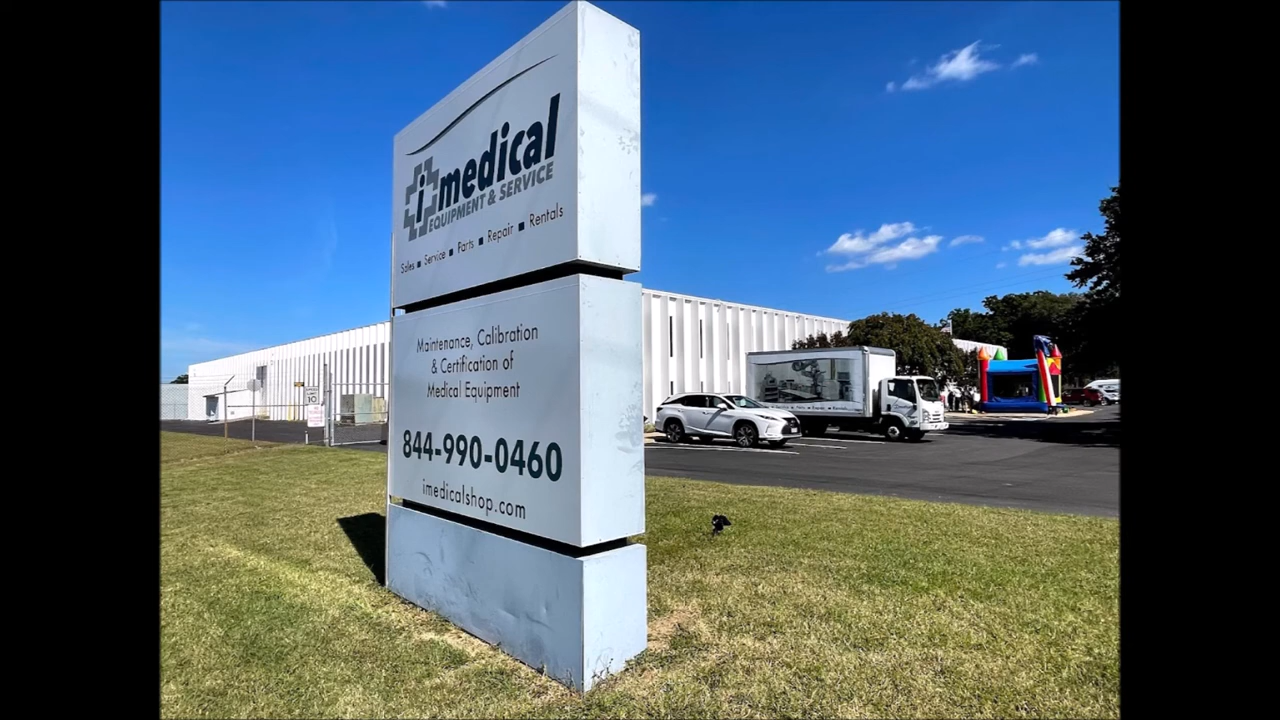 i medical
EQUIPMENT & SERVICE
Sales ■ Service ■ Parts ■ Repair ■ Rentals
Maintenance, Calibration
& Certification of
Medical Equipment
844-990-0460
imedicalshop.com
10